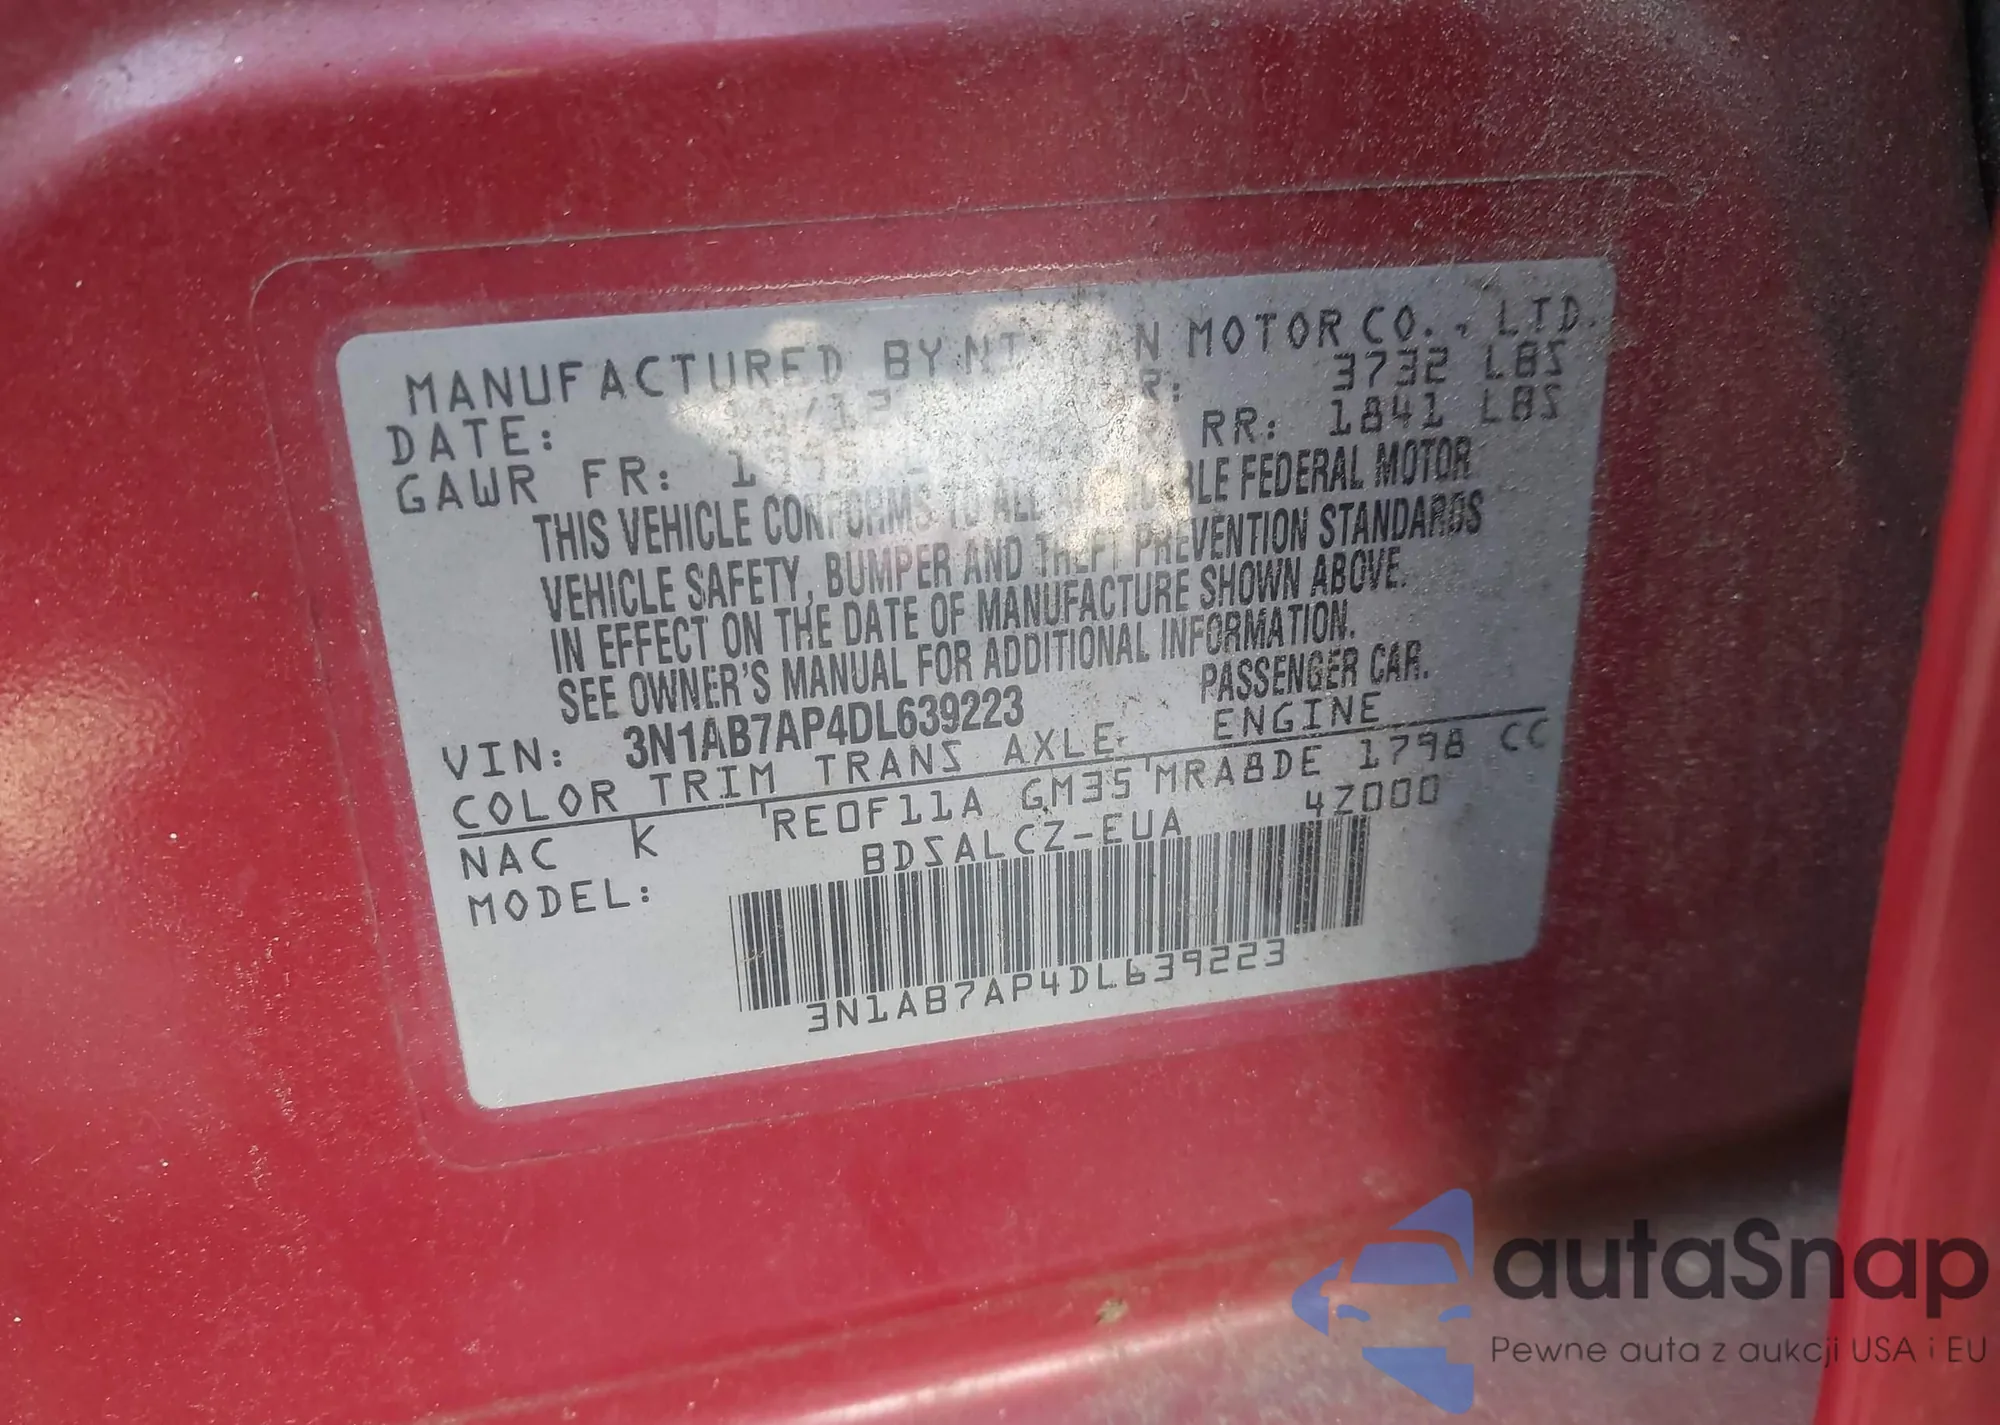 MANUFACTURED BY NISSAN MOTOR CO., LTD.
DATE: R: 3732 LBS
GAWR FR: RR: 1841 LBS
THIS VEHICLE CONFORMS TO ALL APPLICABLE FEDERAL MOTOR
VEHICLE SAFETY, BUMPER AND THEFT PREVENTION STANDARDS
IN EFFECT ON THE DATE OF MANUFACTURE SHOWN ABOVE.
SEE OWNER'S MANUAL FOR ADDITIONAL INFORMATION.
VIN: 3N1AB7AP4DL639223 PASSENGER CAR.
COLOR TRIM TRANS AXLE ENGINE
NAC K RE0F11A GM35 MRA8DE 1798 CC
MODEL: BDSALCZ-EUA 4Z000
3N1AB7AP4DL639223
autaSnap
Pewne auta z aukcji USA i EU